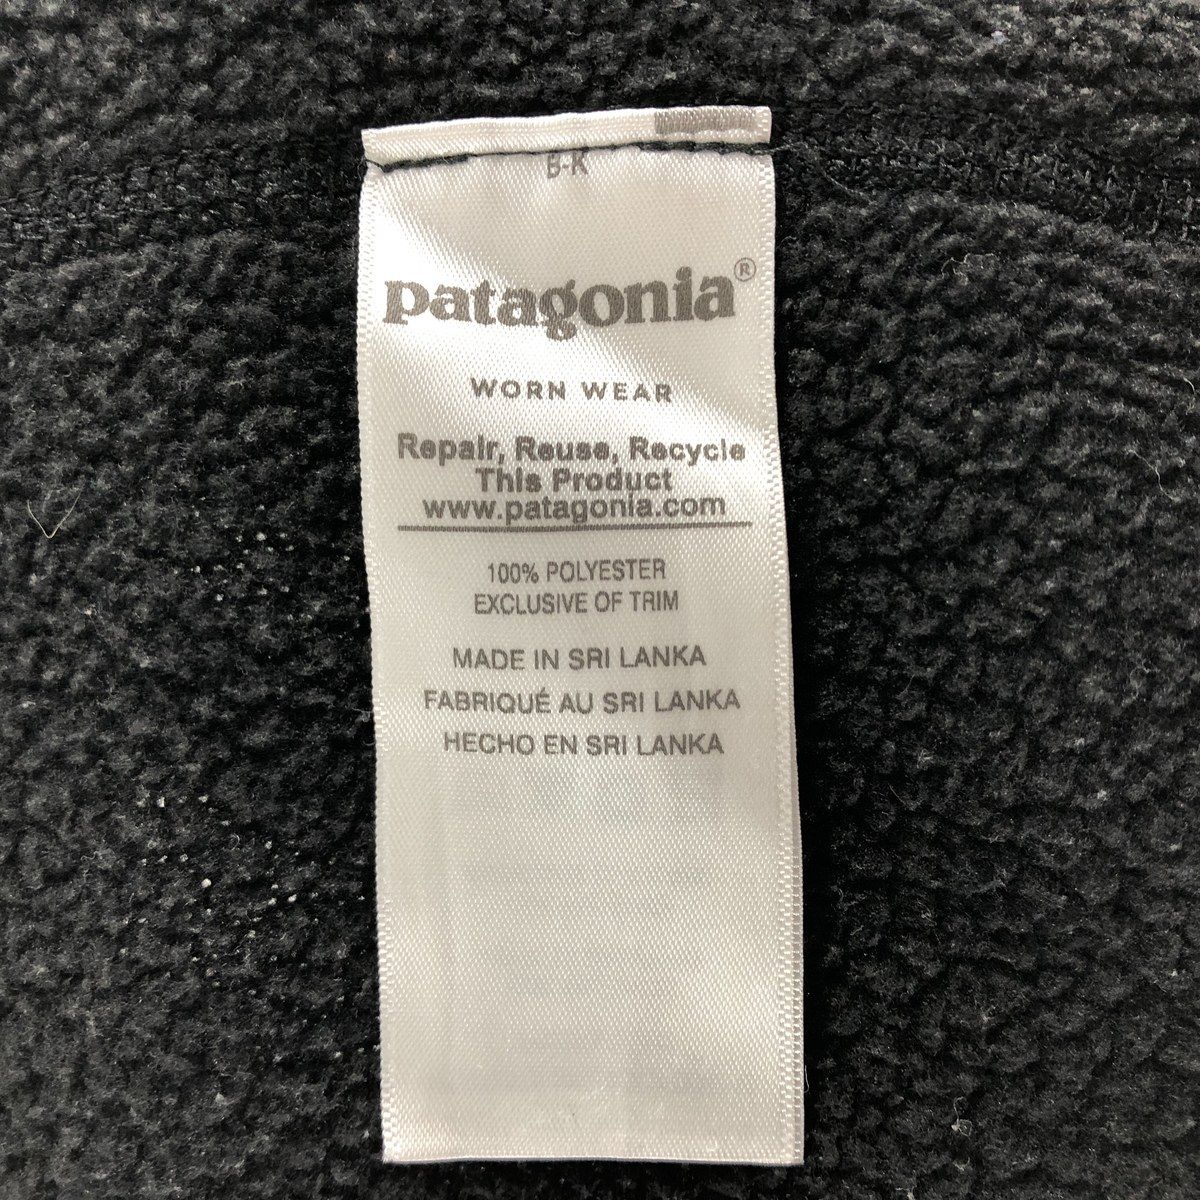 B-K
patagonia®
WORN WEAR
Repair, Reuse, Recycle
This Product
www.patagonia.com
100% POLYESTER
EXCLUSIVE OF TRIM
MADE IN SRI LANKA
FABRIQUÉ AU SRI LANKA
HECHO EN SRI LANKA